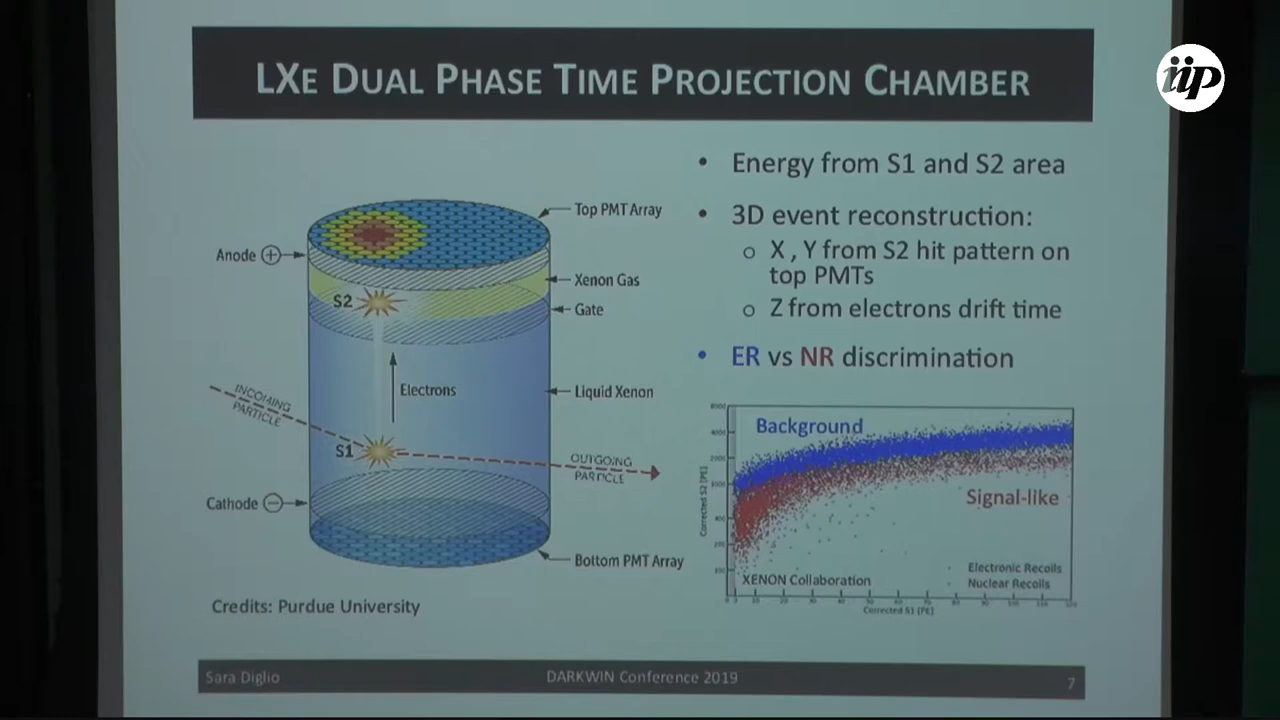 LXe DUAL PHASE TIME PROJECTION CHAMBER
iip
• Energy from S1 and S2 area
• 3D event reconstruction:
o X , Y from S2 hit pattern on
top PMTs
o Z from electrons drift time
• ER vs NR discrimination
Top PMT Array
Anode +
Xenon Gas
S2
Gate
Electrons
Liquid Xenon
INCOMING
PARTICLE
S1
OUTGOING
PARTICLE
Cathode −
Bottom PMT Array
Credits: Purdue University
Background
Signal-like
Corrected S2 [PE]
XENON Collaboration
Electronic Recoils
Nuclear Recoils
Corrected S1 [PE]
Sara Diglio
DARKWIN Conference 2019
7